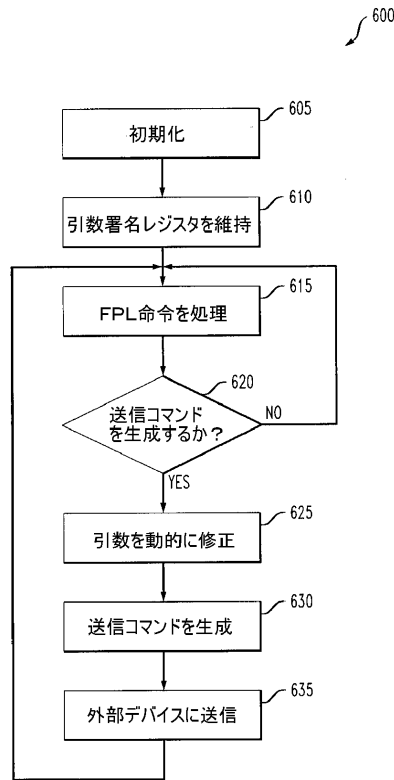 600
605
初期化
610
引数署名レジスタを維持
615
FPL命令を処理
620
送信コマンド
を生成するか？
NO
YES
625
引数を動的に修正
630
送信コマンドを生成
635
外部デバイスに送信